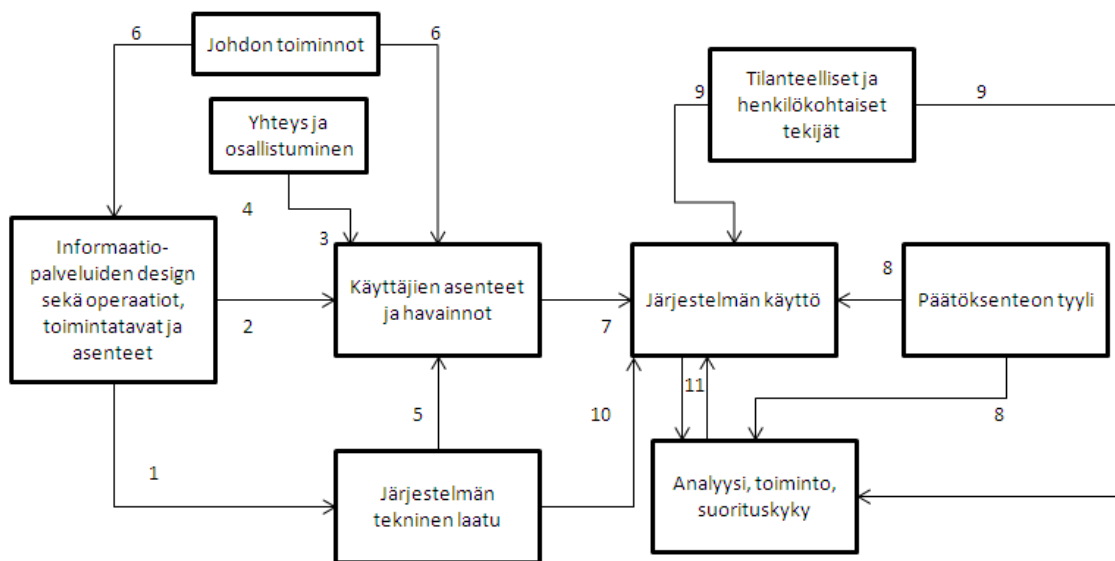 6
Johdon toiminnot
6
Yhteys ja
osallistuminen
9
Tilanteelliset ja
henkilökohtaiset
tekijät
9
4
3
Informaatio-
palveluiden design
sekä operaatiot,
toimintatavat ja
asenteet
2
Käyttäjien asenteet
ja havainnot
7
Järjestelmän käyttö
8
Päätöksenteon tyyli
1
5
10
11
8
Järjestelmän
tekninen laatu
Analyysi, toiminto,
suorituskyky